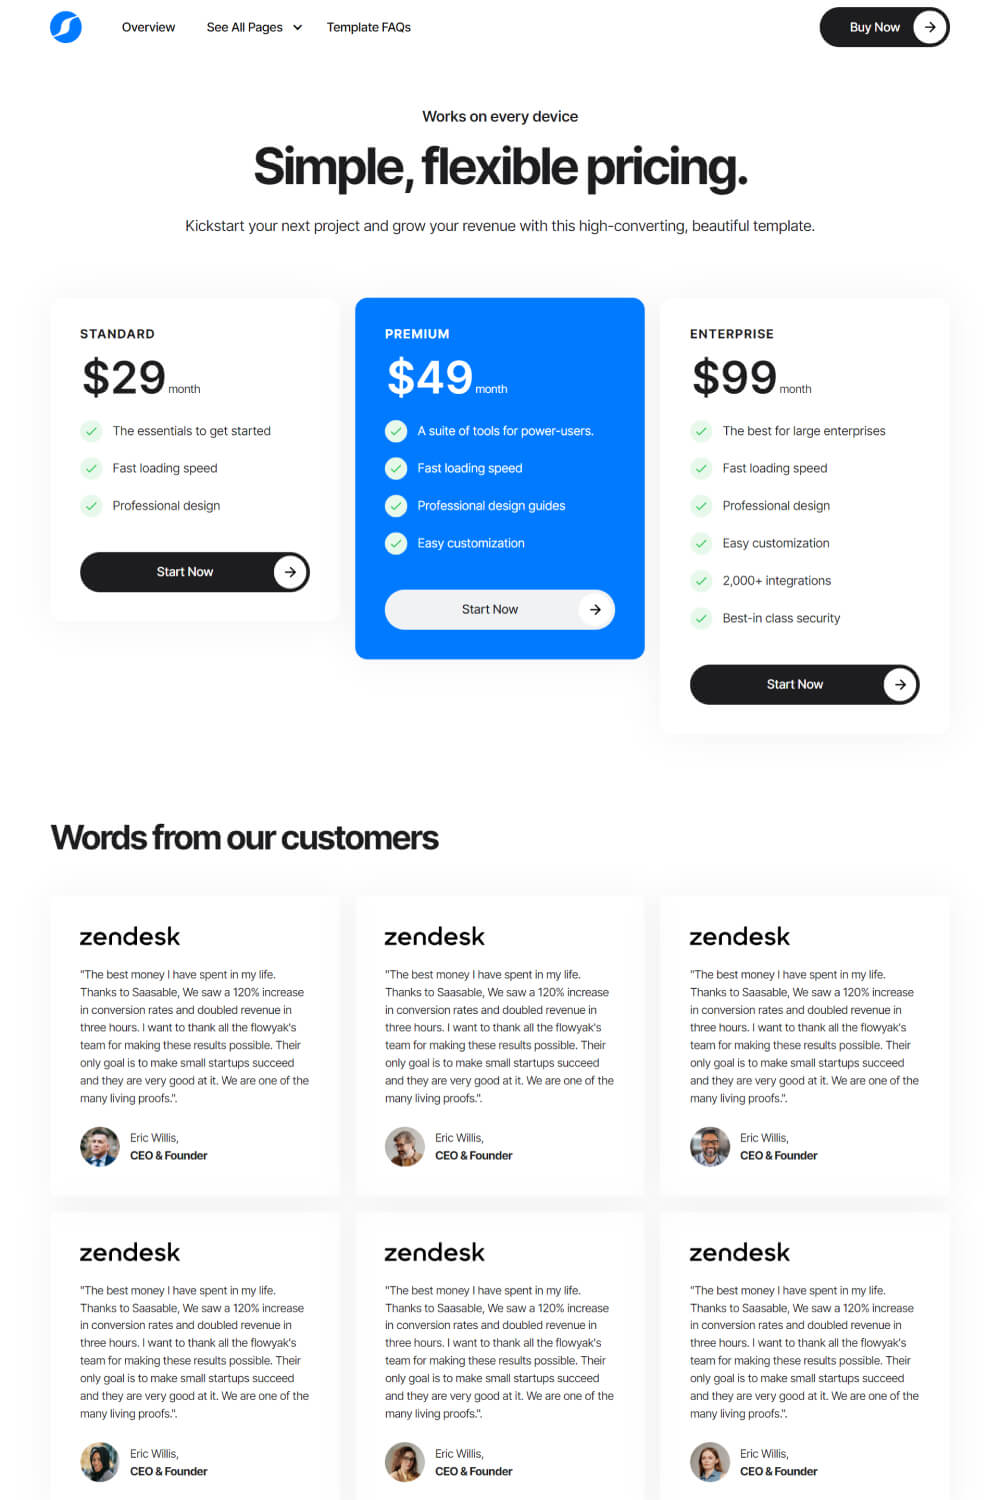 Overview
See All Pages
Template FAQs
Buy Now
Works on every device
Simple, flexible pricing.
Kickstart your next project and grow your revenue with this high-converting, beautiful template.
STANDARD
$29 month
The essentials to get started
Fast loading speed
Professional design
Start Now
PREMIUM
$49 month
A suite of tools for power-users.
Fast loading speed
Professional design guides
Easy customization
Start Now
ENTERPRISE
$99 month
The best for large enterprises
Fast loading speed
Professional design
Easy customization
2,000+ integrations
Best-in class security
Start Now
Words from our customers
zendesk
"The best money I have spent in my life.
Thanks to Saasable, We saw a 120% increase
in conversion rates and doubled revenue in
three hours. I want to thank all the flowyak's
team for making these results possible. Their
only goal is to make small startups succeed
and they are very good at it. We are one of the
many living proofs.".
Eric Willis,
CEO & Founder
zendesk
"The best money I have spent in my life.
Thanks to Saasable, We saw a 120% increase
in conversion rates and doubled revenue in
three hours. I want to thank all the flowyak's
team for making these results possible. Their
only goal is to make small startups succeed
and they are very good at it. We are one of the
many living proofs.".
Eric Willis,
CEO & Founder
zendesk
"The best money I have spent in my life.
Thanks to Saasable, We saw a 120% increase
in conversion rates and doubled revenue in
three hours. I want to thank all the flowyak's
team for making these results possible. Their
only goal is to make small startups succeed
and they are very good at it. We are one of the
many living proofs.".
Eric Willis,
CEO & Founder
zendesk
"The best money I have spent in my life.
Thanks to Saasable, We saw a 120% increase
in conversion rates and doubled revenue in
three hours. I want to thank all the flowyak's
team for making these results possible. Their
only goal is to make small startups succeed
and they are very good at it. We are one of the
many living proofs.".
Eric Willis,
CEO & Founder
zendesk
"The best money I have spent in my life.
Thanks to Saasable, We saw a 120% increase
in conversion rates and doubled revenue in
three hours. I want to thank all the flowyak's
team for making these results possible. Their
only goal is to make small startups succeed
and they are very good at it. We are one of the
many living proofs.".
Eric Willis,
CEO & Founder
zendesk
"The best money I have spent in my life.
Thanks to Saasable, We saw a 120% increase
in conversion rates and doubled revenue in
three hours. I want to thank all the flowyak's
team for making these results possible. Their
only goal is to make small startups succeed
and they are very good at it. We are one of the
many living proofs.".
Eric Willis,
CEO & Founder